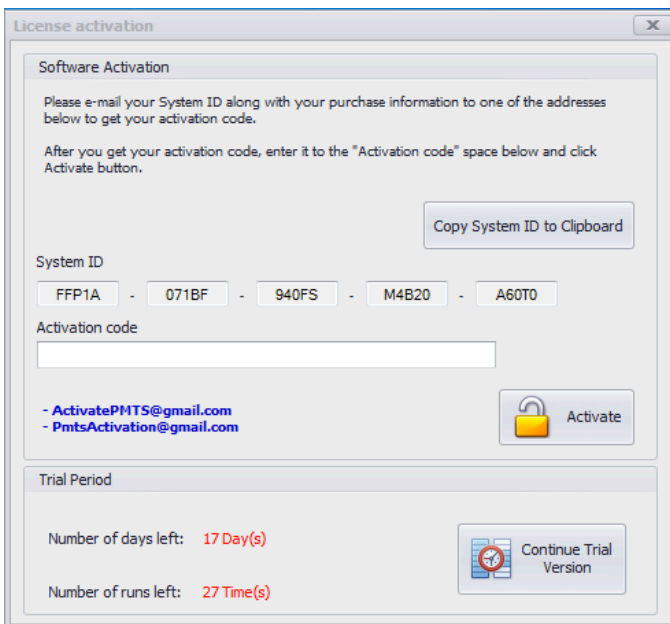 License activation
Software Activation
Please e-mail your System ID along with your purchase information to one of the addresses
below to get your activation code.
After you get your activation code, enter it to the "Activation code" space below and click
Activate button.
Copy System ID to Clipboard
System ID
FFP1A - 071BF - 940FS - M4B20 - A60T0
Activation code
- ActivatePMTS@gmail.com
- PmtsActivation@gmail.com
Activate
Trial Period
Number of days left: 17 Day(s)
Continue Trial
Version
Number of runs left: 27 Time(s)